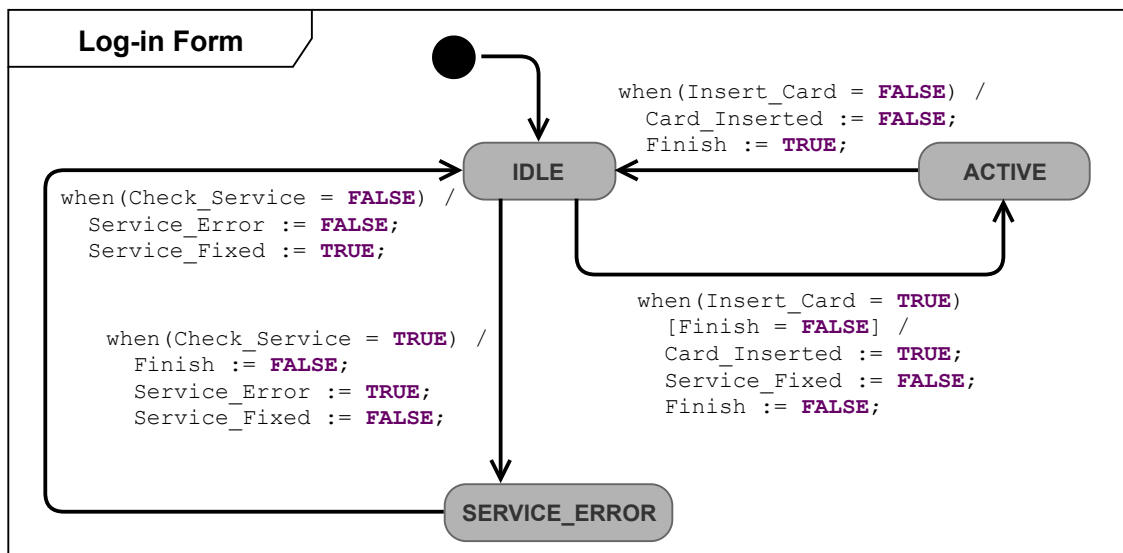 Log-in Form
when(Insert_Card = FALSE) /
Card_Inserted := FALSE;
Finish := TRUE;
IDLE
ACTIVE
when(Check_Service = FALSE) /
Service_Error := FALSE;
Service_Fixed := TRUE;
when(Insert_Card = TRUE)
[Finish = FALSE] /
Card_Inserted := TRUE;
Service_Fixed := FALSE;
Finish := FALSE;
when(Check_Service = TRUE) /
Finish := FALSE;
Service_Error := TRUE;
Service_Fixed := FALSE;
SERVICE_ERROR